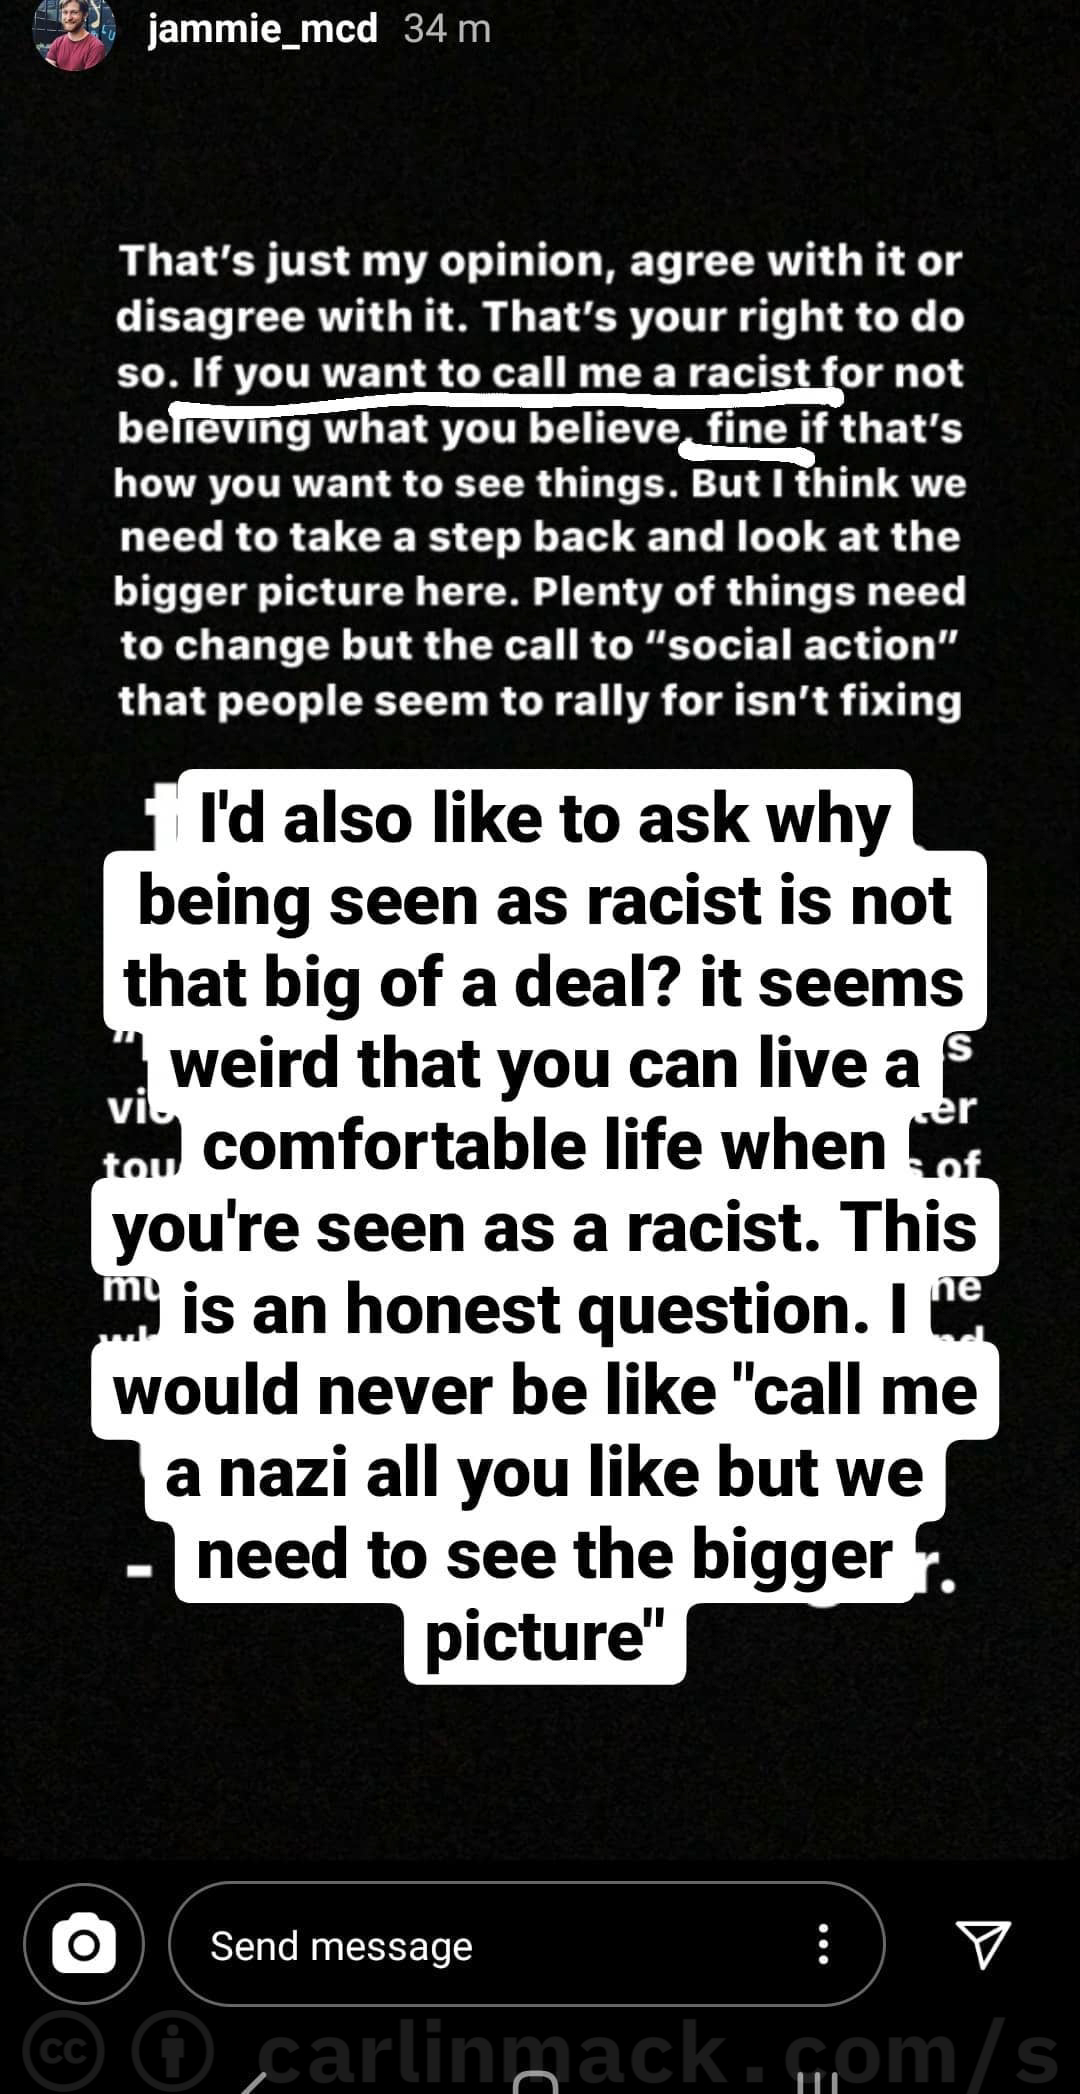 jammie_mcd 34 m
That's just my opinion, agree with it or
disagree with it. That's your right to do
so. If you want to call me a racist for not
believing what you believe, fine if that's
how you want to see things. But I think we
need to take a step back and look at the
bigger picture here. Plenty of things need
to change but the call to "social action"
that people seem to rally for isn't fixing
I'd also like to ask why
being seen as racist is not
that big of a deal? it seems
weird that you can live a
comfortable life when
you're seen as a racist. This
is an honest question. I
would never be like "call me
a nazi all you like but we
need to see the bigger
picture"
Send message
cc carlinmack.com/s